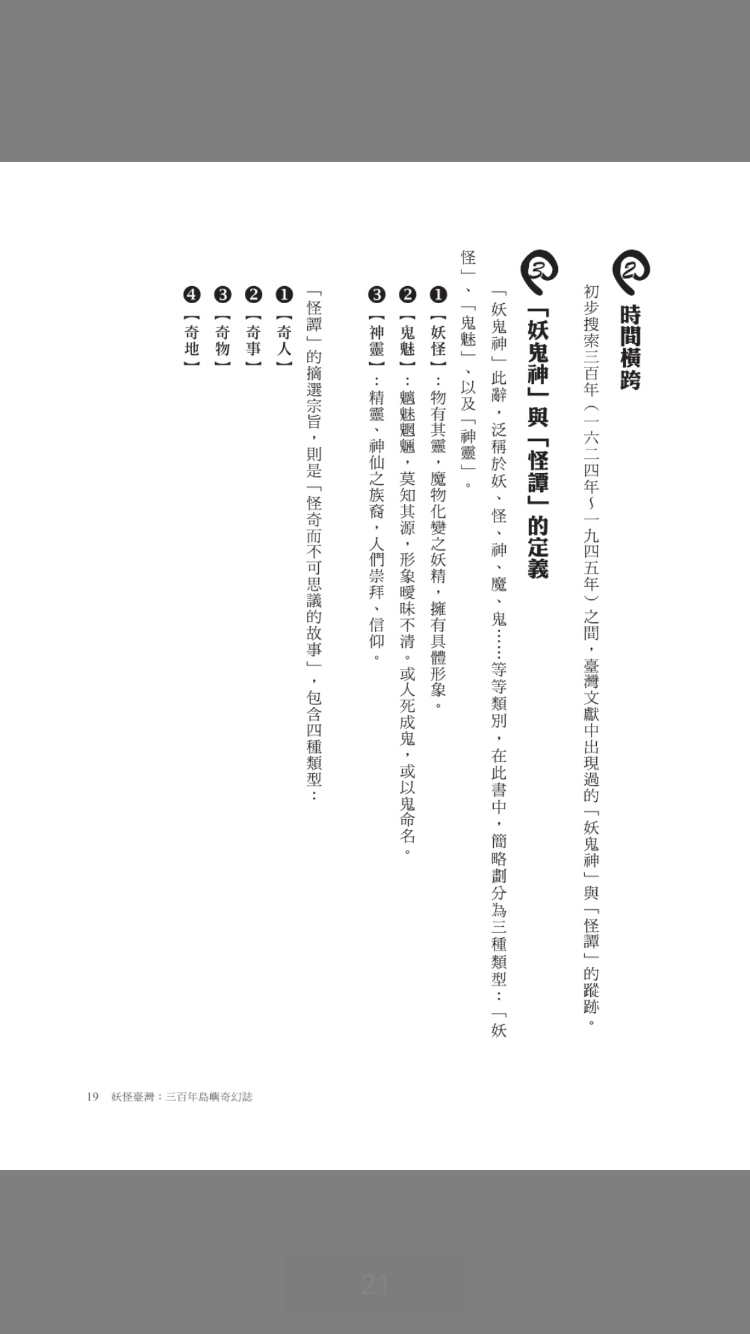 2 時間橫跨
初步搜索三百年（一六二四年～一九四五年）之間，臺灣文獻中出現過的「妖鬼神」與「怪譚」的蹤跡。
3 「妖鬼神」與「怪譚」的定義
「妖鬼神」此辭，泛稱於妖、怪、神、魔、鬼……等等類別，在此書中，簡略劃分為三種類型：「妖
怪」、「鬼魅」、以及「神靈」。
❶【妖怪】：物有其靈，魔物化變之妖精，擁有具體形象。
❷【鬼魅】：魑魅魍魎，莫知其源，形象曖昧不清。或人死成鬼，或以鬼命名。
❸【神靈】：精靈、神仙之族裔，人們崇拜、信仰。
「怪譚」的摘選宗旨，則是「怪奇而不可思議的故事」，包含四種類型：
❶【奇人】
❷【奇事】
❸【奇物】
❹【奇地】
19 妖怪臺灣：三百年島嶼奇幻誌
21